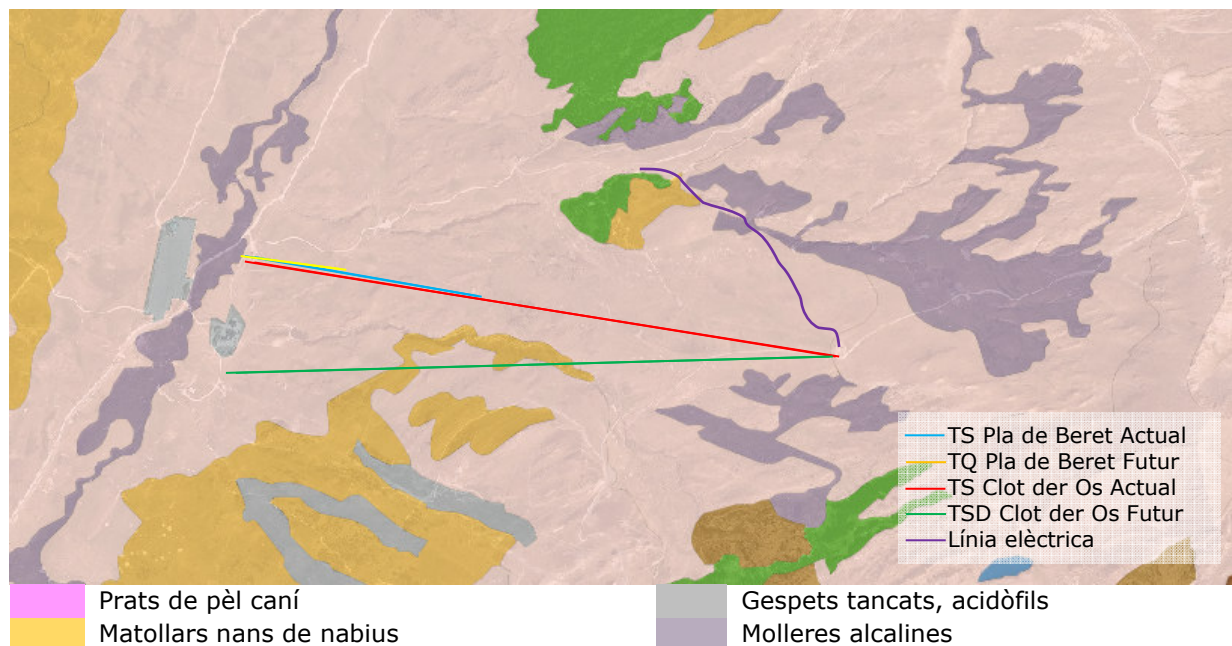 TS Pla de Beret Actual
TQ Pla de Beret Futur
TS Clot der Os Actual
TSD Clot der Os Futur
Línia elèctrica
Prats de pèl caní
Matollars nans de nabius
Gespets tancats, acidòfils
Molleres alcalines